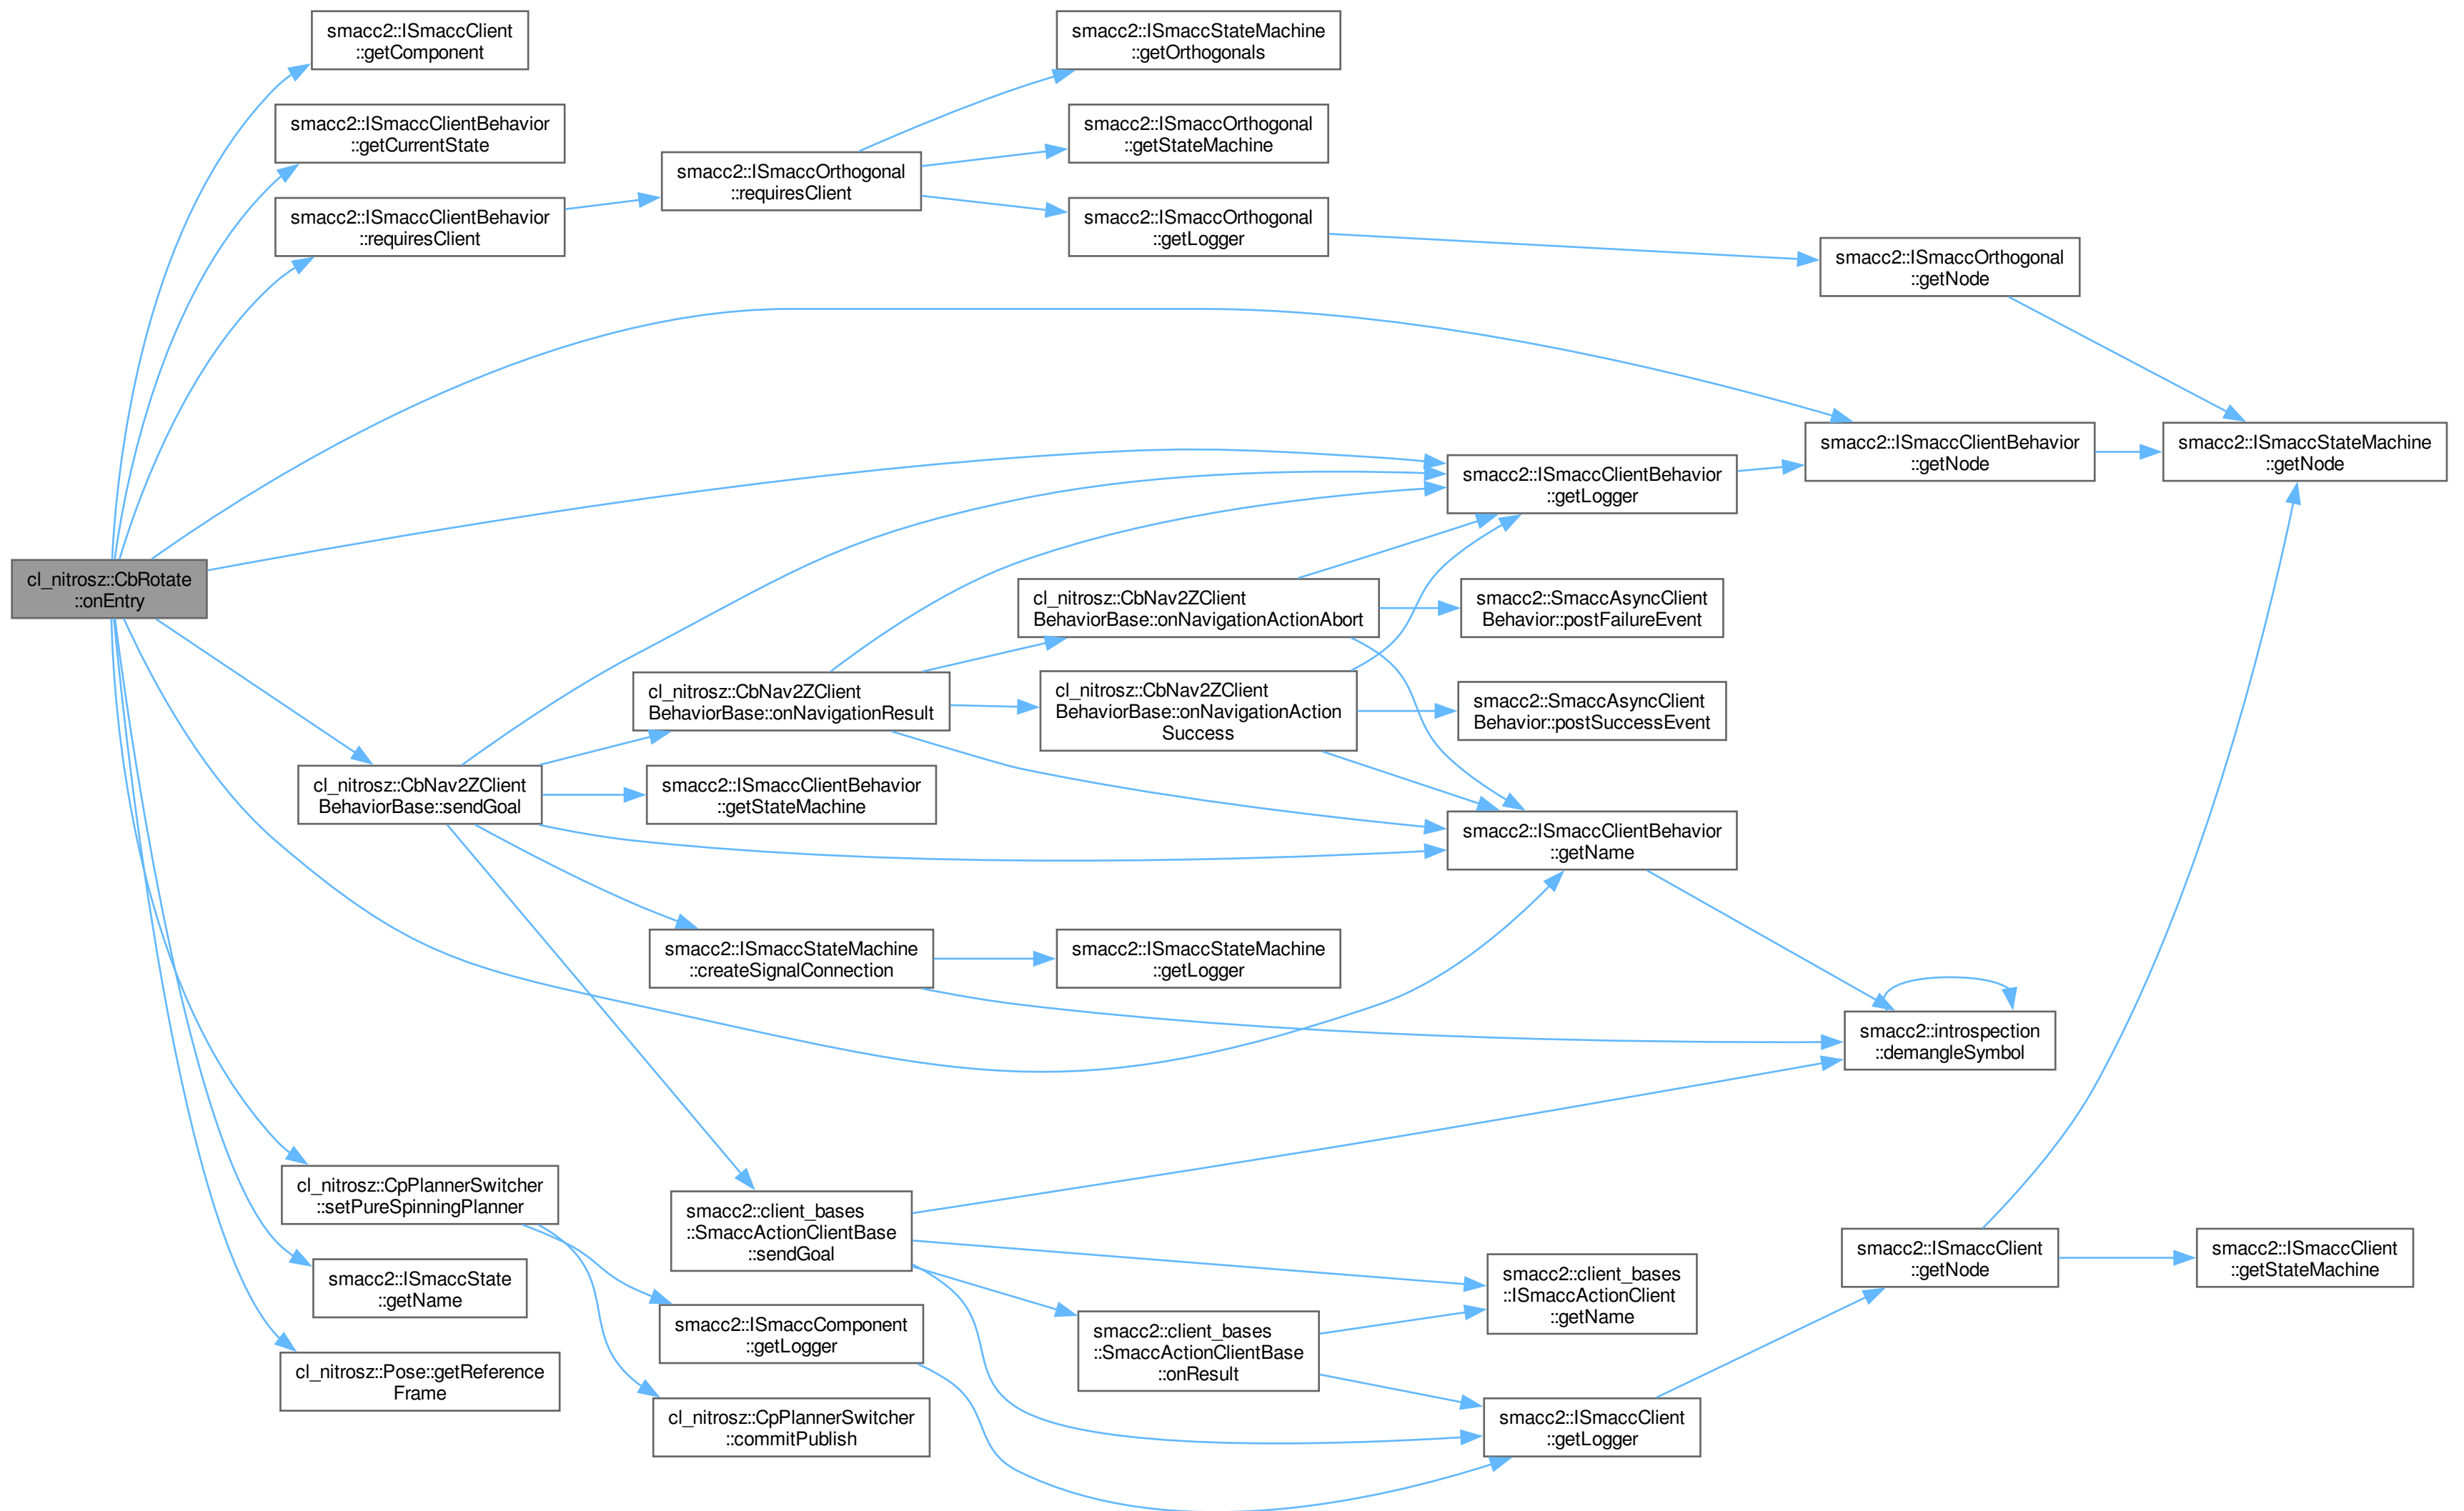 cl_nitrosz::CbRotate
::onEntry
smacc2::ISmaccClient
::getComponent
smacc2::ISmaccClientBehavior
::getCurrentState
smacc2::ISmaccClientBehavior
::requiresClient
cl_nitrosz::CbNav2ZClient
BehaviorBase::sendGoal
cl_nitrosz::CpPlannerSwitcher
::setPureSpinningPlanner
smacc2::ISmaccState
::getName
cl_nitrosz::Pose::getReference
Frame
smacc2::ISmaccOrthogonal
::requiresClient
cl_nitrosz::CbNav2ZClient
BehaviorBase::onNavigationResult
smacc2::ISmaccClientBehavior
::getStateMachine
smacc2::ISmaccStateMachine
::createSignalConnection
smacc2::client_bases
::SmaccActionClientBase
::sendGoal
smacc2::ISmaccComponent
::getLogger
cl_nitrosz::CpPlannerSwitcher
::commitPublish
smacc2::ISmaccStateMachine
::getOrthogonals
smacc2::ISmaccOrthogonal
::getStateMachine
smacc2::ISmaccOrthogonal
::getLogger
cl_nitrosz::CbNav2ZClient
BehaviorBase::onNavigationActionAbort
cl_nitrosz::CbNav2ZClient
BehaviorBase::onNavigationAction
Success
smacc2::ISmaccStateMachine
::getLogger
smacc2::client_bases
::SmaccActionClientBase
::onResult
smacc2::ISmaccClientBehavior
::getLogger
smacc2::SmaccAsyncClient
Behavior::postFailureEvent
smacc2::SmaccAsyncClient
Behavior::postSuccessEvent
smacc2::ISmaccClientBehavior
::getName
smacc2::client_bases
::ISmaccActionClient
::getName
smacc2::ISmaccClient
::getLogger
smacc2::ISmaccOrthogonal
::getNode
smacc2::ISmaccClientBehavior
::getNode
smacc2::introspection
::demangleSymbol
smacc2::ISmaccClient
::getNode
smacc2::ISmaccStateMachine
::getNode
smacc2::ISmaccClient
::getStateMachine